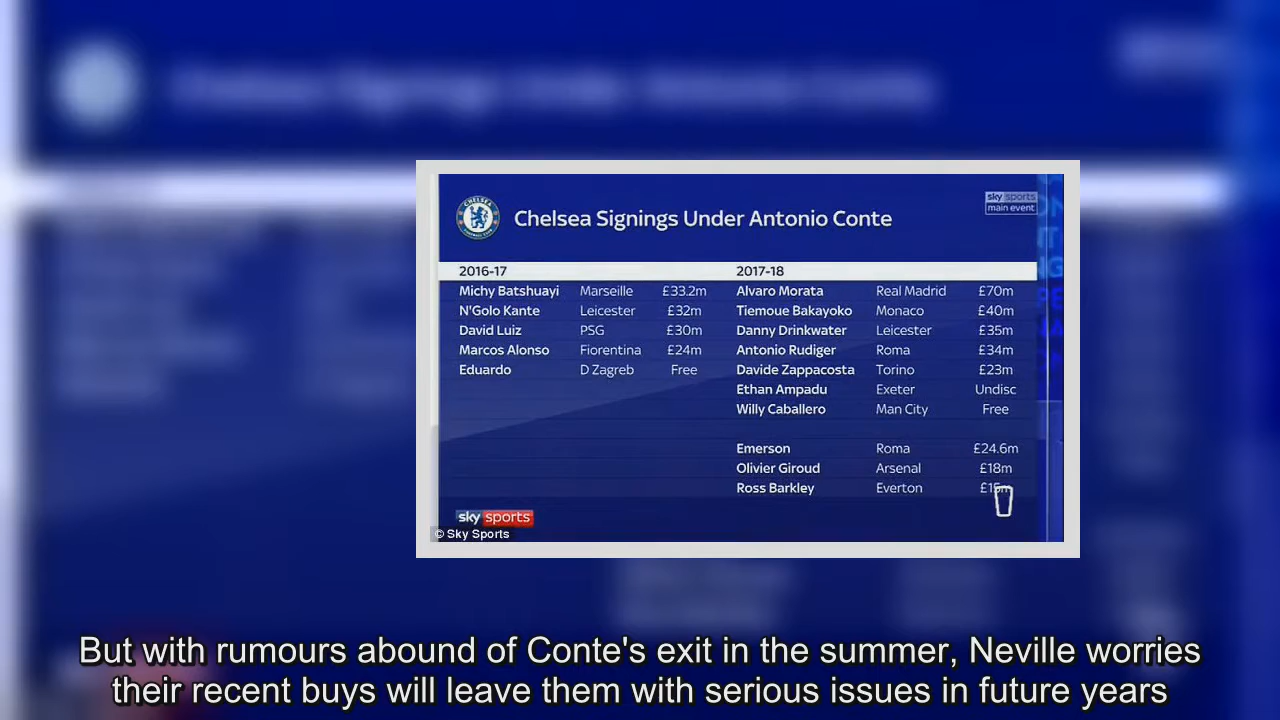 Chelsea Signings Under Antonio Conte
sky sports
main event
2016-17 2017-18
Michy Batshuayi Marseille £33.2m Alvaro Morata Real Madrid £70m
N'Golo Kante Leicester £32m Tiemoue Bakayoko Monaco £40m
David Luiz PSG £30m Danny Drinkwater Leicester £35m
Marcos Alonso Fiorentina £24m Antonio Rudiger Roma £34m
Eduardo D Zagreb Free Davide Zappacosta Torino £23m
Ethan Ampadu Exeter Undisc
Willy Caballero Man City Free
Emerson Roma £24.6m
Olivier Giroud Arsenal £18m
Ross Barkley Everton
sky sports
© Sky Sports
But with rumours abound of Conte's exit in the summer, Neville worries
their recent buys will leave them with serious issues in future years